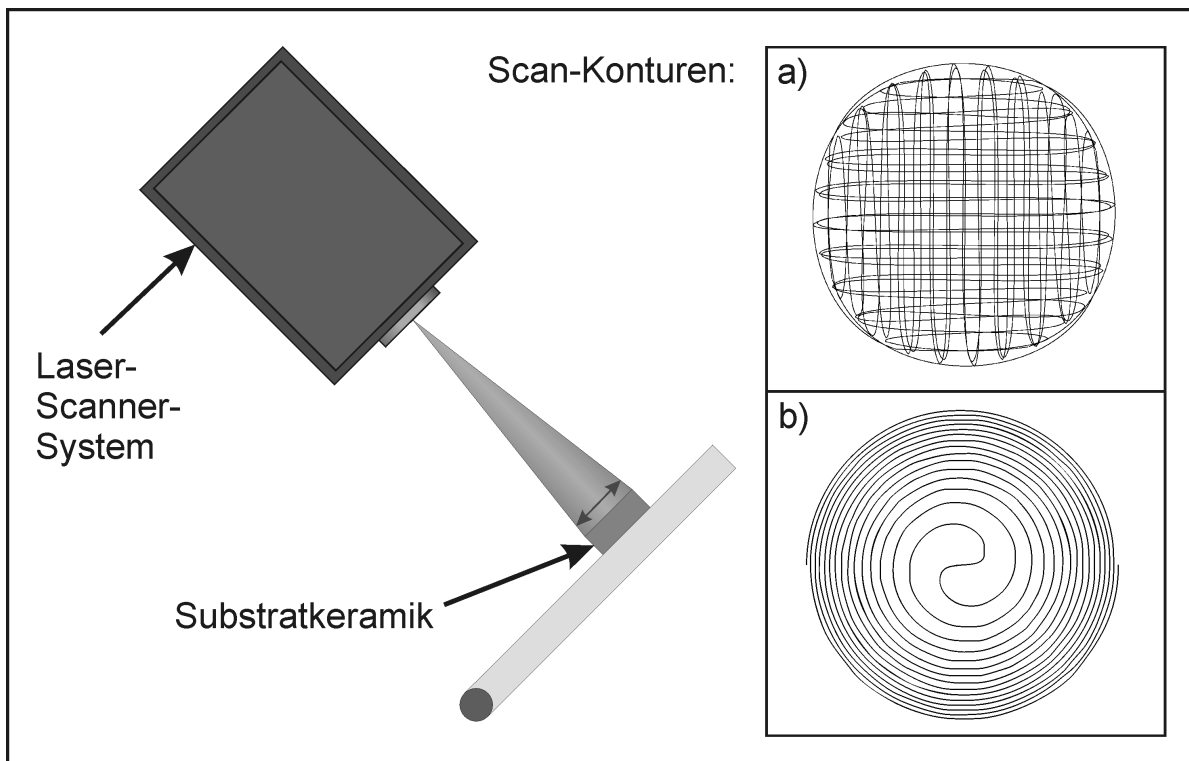 Scan-Konturen:
a)
Laser-
Scanner-
System
b)
Substratkeramik